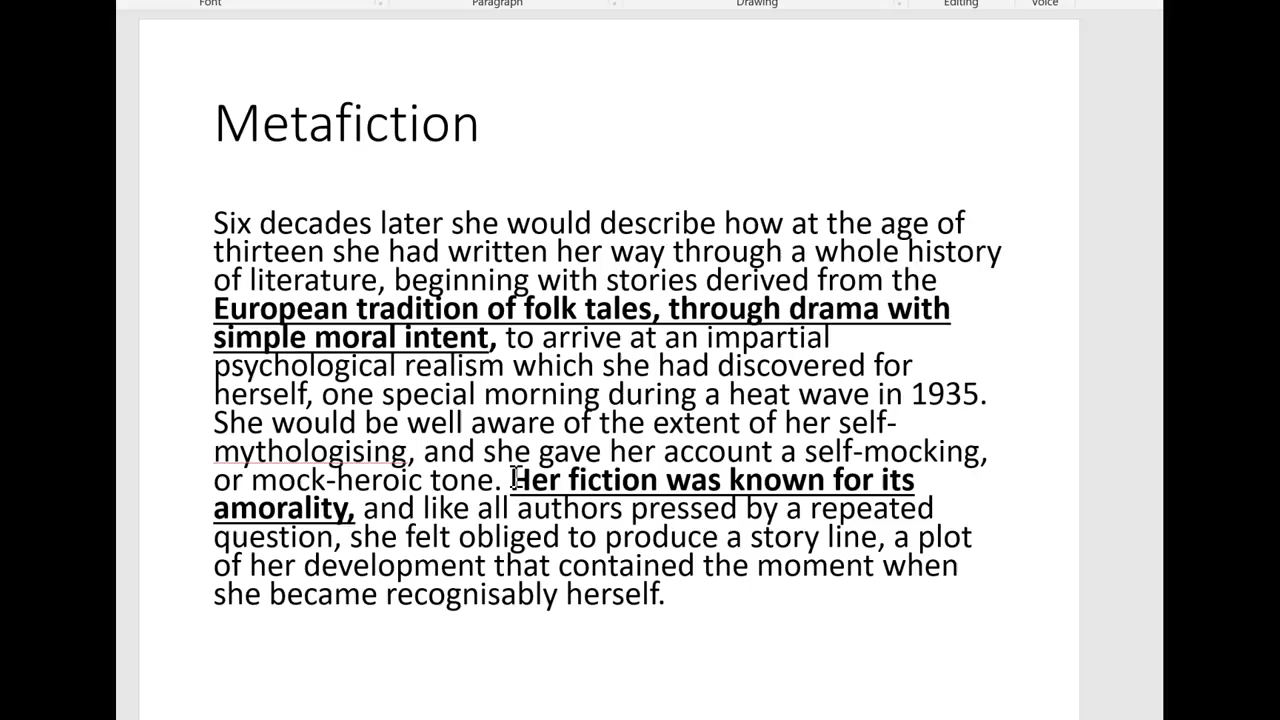 Font Paragraph Drawing Editing Voice
Metafiction
Six decades later she would describe how at the age of
thirteen she had written her way through a whole history
of literature, beginning with stories derived from the
European tradition of folk tales, through drama with
simple moral intent, to arrive at an impartial
psychological realism which she had discovered for
herself, one special morning during a heat wave in 1935.
She would be well aware of the extent of her self-
mythologising, and she gave her account a self-mocking,
or mock-heroic tone. Her fiction was known for its
amorality, and like all authors pressed by a repeated
question, she felt obliged to produce a story line, a plot
of her development that contained the moment when
she became recognisably herself.